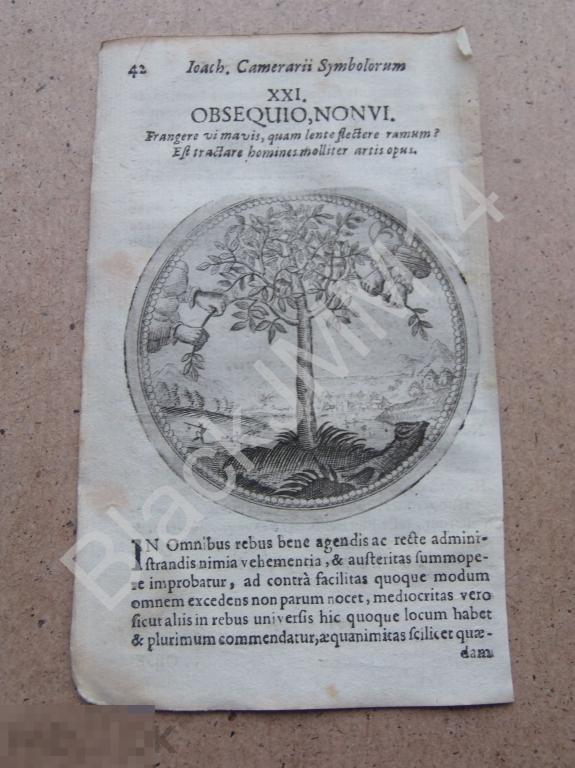 42 Ioach. Camerarii Symbolorum
XXI.
OBSEQUIO, NON VI.
Frangere vi mavis, quam lente flectere ramum?
Est tractare homines molliter artis opus.
IN Omnibus rebus bene agendis ac recte admini-
strandis nimia vehementia, & austeritas summope-
re improbatur, ad contrà facilitas quoque modum
omnem excedens non parum nocet, mediocritas vero
sicut aliis in rebus universis hic quoque locum habet
& plurimum commendatur, æquanimitas scilicet quæ-
dam
BlackJMM14